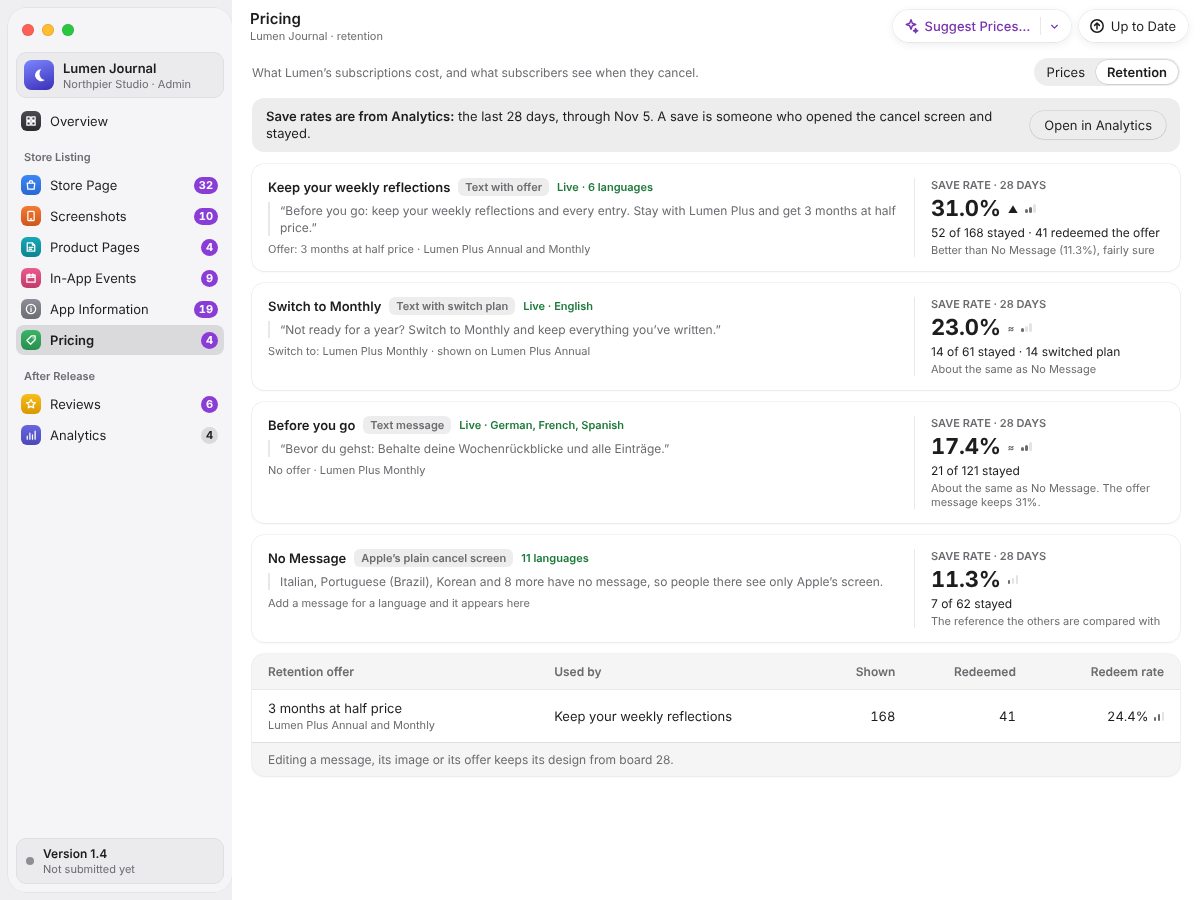 Pricing
Lumen Journal · retention
Suggest Prices...
Up to Date
Lumen Journal
Northpier Studio · Admin
Overview
Store Listing
Store Page 32
Screenshots 10
Product Pages 4
In-App Events 9
App Information 19
Pricing 4
After Release
Reviews 6
Analytics 4
Version 1.4
Not submitted yet
What Lumen’s subscriptions cost, and what subscribers see when they cancel.
Prices
Retention
Save rates are from Analytics: the last 28 days, through Nov 5. A save is someone who opened the cancel screen and
stayed.
Open in Analytics
Keep your weekly reflections Text with offer Live · 6 languages
“Before you go: keep your weekly reflections and every entry. Stay with Lumen Plus and get 3 months at half
price.”
Offer: 3 months at half price · Lumen Plus Annual and Monthly
SAVE RATE · 28 DAYS
31.0% ▲
52 of 168 stayed · 41 redeemed the offer
Better than No Message (11.3%), fairly sure
Switch to Monthly Text with switch plan Live · English
“Not ready for a year? Switch to Monthly and keep everything you’ve written.”
Switch to: Lumen Plus Monthly · shown on Lumen Plus Annual
SAVE RATE · 28 DAYS
23.0% ≈
14 of 61 stayed · 14 switched plan
About the same as No Message
Before you go Text message Live · German, French, Spanish
“Bevor du gehst: Behalte deine Wochenrückblicke und alle Einträge.”
No offer · Lumen Plus Monthly
SAVE RATE · 28 DAYS
17.4% ≈
21 of 121 stayed
About the same as No Message. The offer
message keeps 31%.
No Message Apple’s plain cancel screen 11 languages
Italian, Portuguese (Brazil), Korean and 8 more have no message, so people there see only Apple’s screen.
Add a message for a language and it appears here
SAVE RATE · 28 DAYS
11.3%
7 of 62 stayed
The reference the others are compared with
Retention offer Used by Shown Redeemed Redeem rate
3 months at half price
Lumen Plus Annual and Monthly
Keep your weekly reflections 168 41 24.4%
Editing a message, its image or its offer keeps its design from board 28.